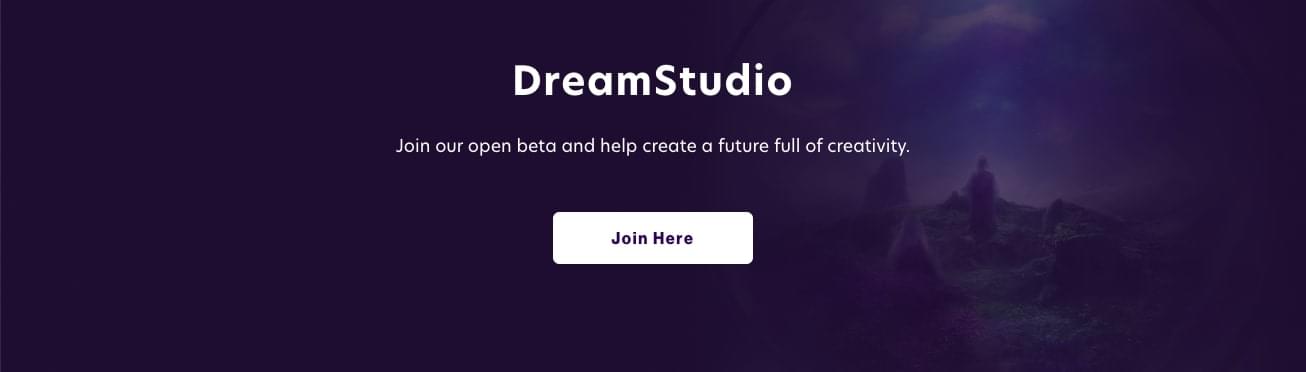 DreamStudio
Join our open beta and help create a future full of creativity.
Join Here